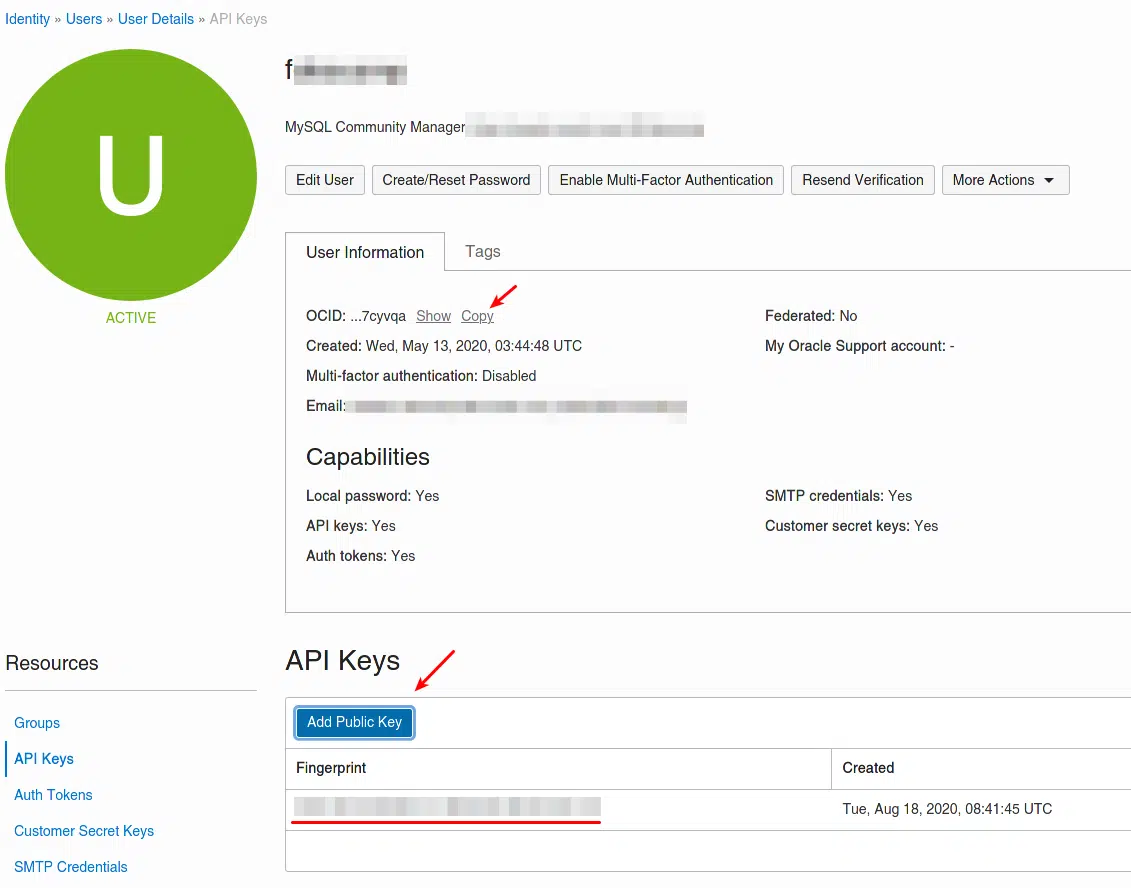 Identity » Users » User Details » API Keys
U
ACTIVE
f
MySQL Community Manager
Edit User Create/Reset Password Enable Multi-Factor Authentication Resend Verification More Actions
User Information Tags
OCID: ...7cyvqa Show Copy
Federated: No
Created: Wed, May 13, 2020, 03:44:48 UTC
My Oracle Support account: -
Multi-factor authentication: Disabled
Email:
Capabilities
Local password: Yes
SMTP credentials: Yes
API keys: Yes
Customer secret keys: Yes
Auth tokens: Yes
Resources
Groups
API Keys
Auth Tokens
Customer Secret Keys
SMTP Credentials
API Keys
Add Public Key
Fingerprint Created
Tue, Aug 18, 2020, 08:41:45 UTC